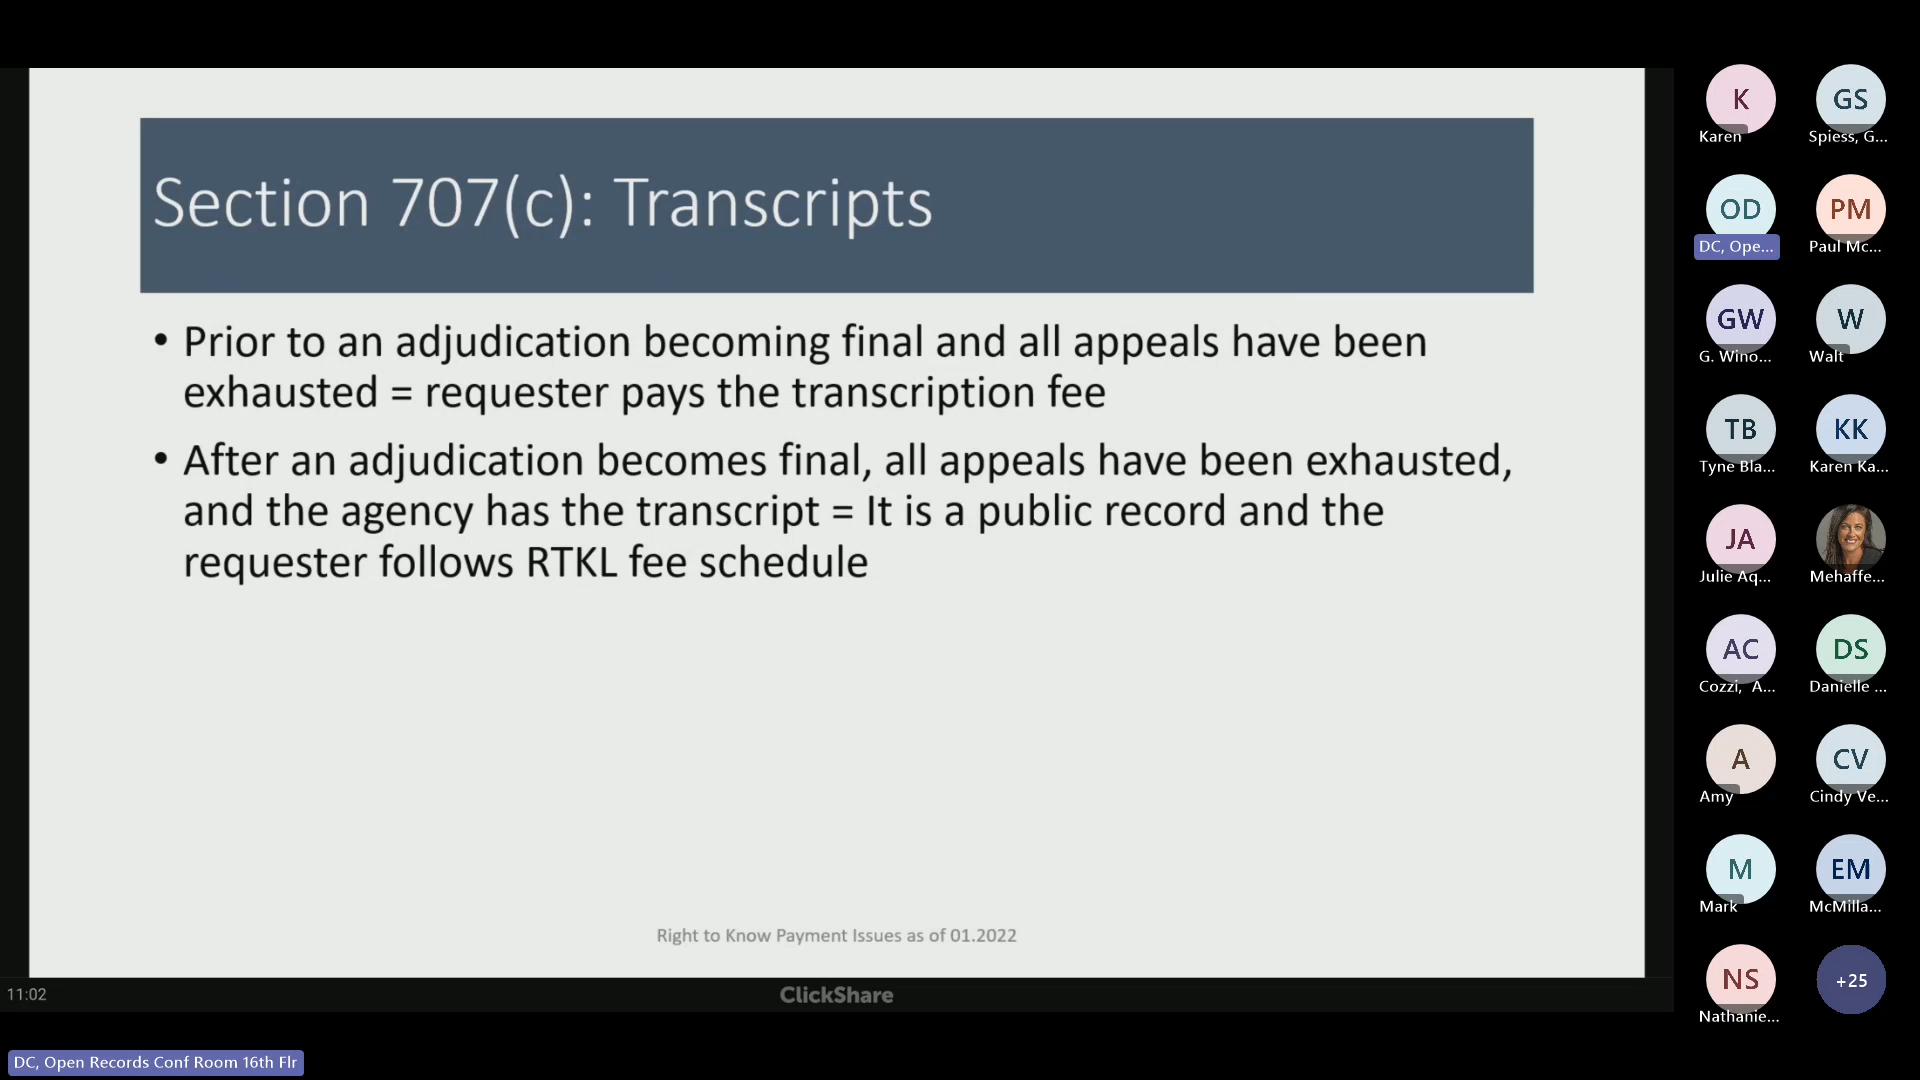 Section 707(c): Transcripts
• Prior to an adjudication becoming final and all appeals have been
exhausted = requester pays the transcription fee
• After an adjudication becomes final, all appeals have been exhausted,
and the agency has the transcript = It is a public record and the
requester follows RTKL fee schedule
Right to Know Payment Issues as of 01.2022
11:02
ClickShare
DC, Open Records Conf Room 16th Flr
K
Karen
GS
Spiess, G...
OD
DC, Ope...
PM
Paul Mc...
GW
G. Wino...
W
Walt
TB
Tyne Bla...
KK
Karen Ka...
JA
Julie Aq...
Mehaffe...
AC
Cozzi, A...
DS
Danielle ...
A
Amy
CV
Cindy Ve...
M
Mark
EM
McMilla...
NS
Nathanie...
+25